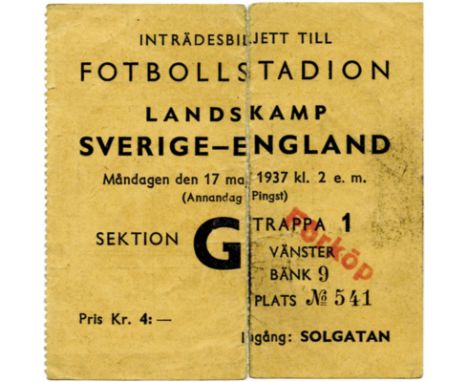 INTRÄDESBILJETT TILL
FOTBOLLSTADION
LANDSKAMP
SVERIGE—ENGLAND
Måndagen den 17 maj 1937 kl. 2 e. m.
(Annandag Pingst)
SEKTION G TRAPPA 1
VÄNSTER
BÄNK 9
PLATS № 541
Förköp
Pris Kr. 4:—
Ingång: SOLGATAN